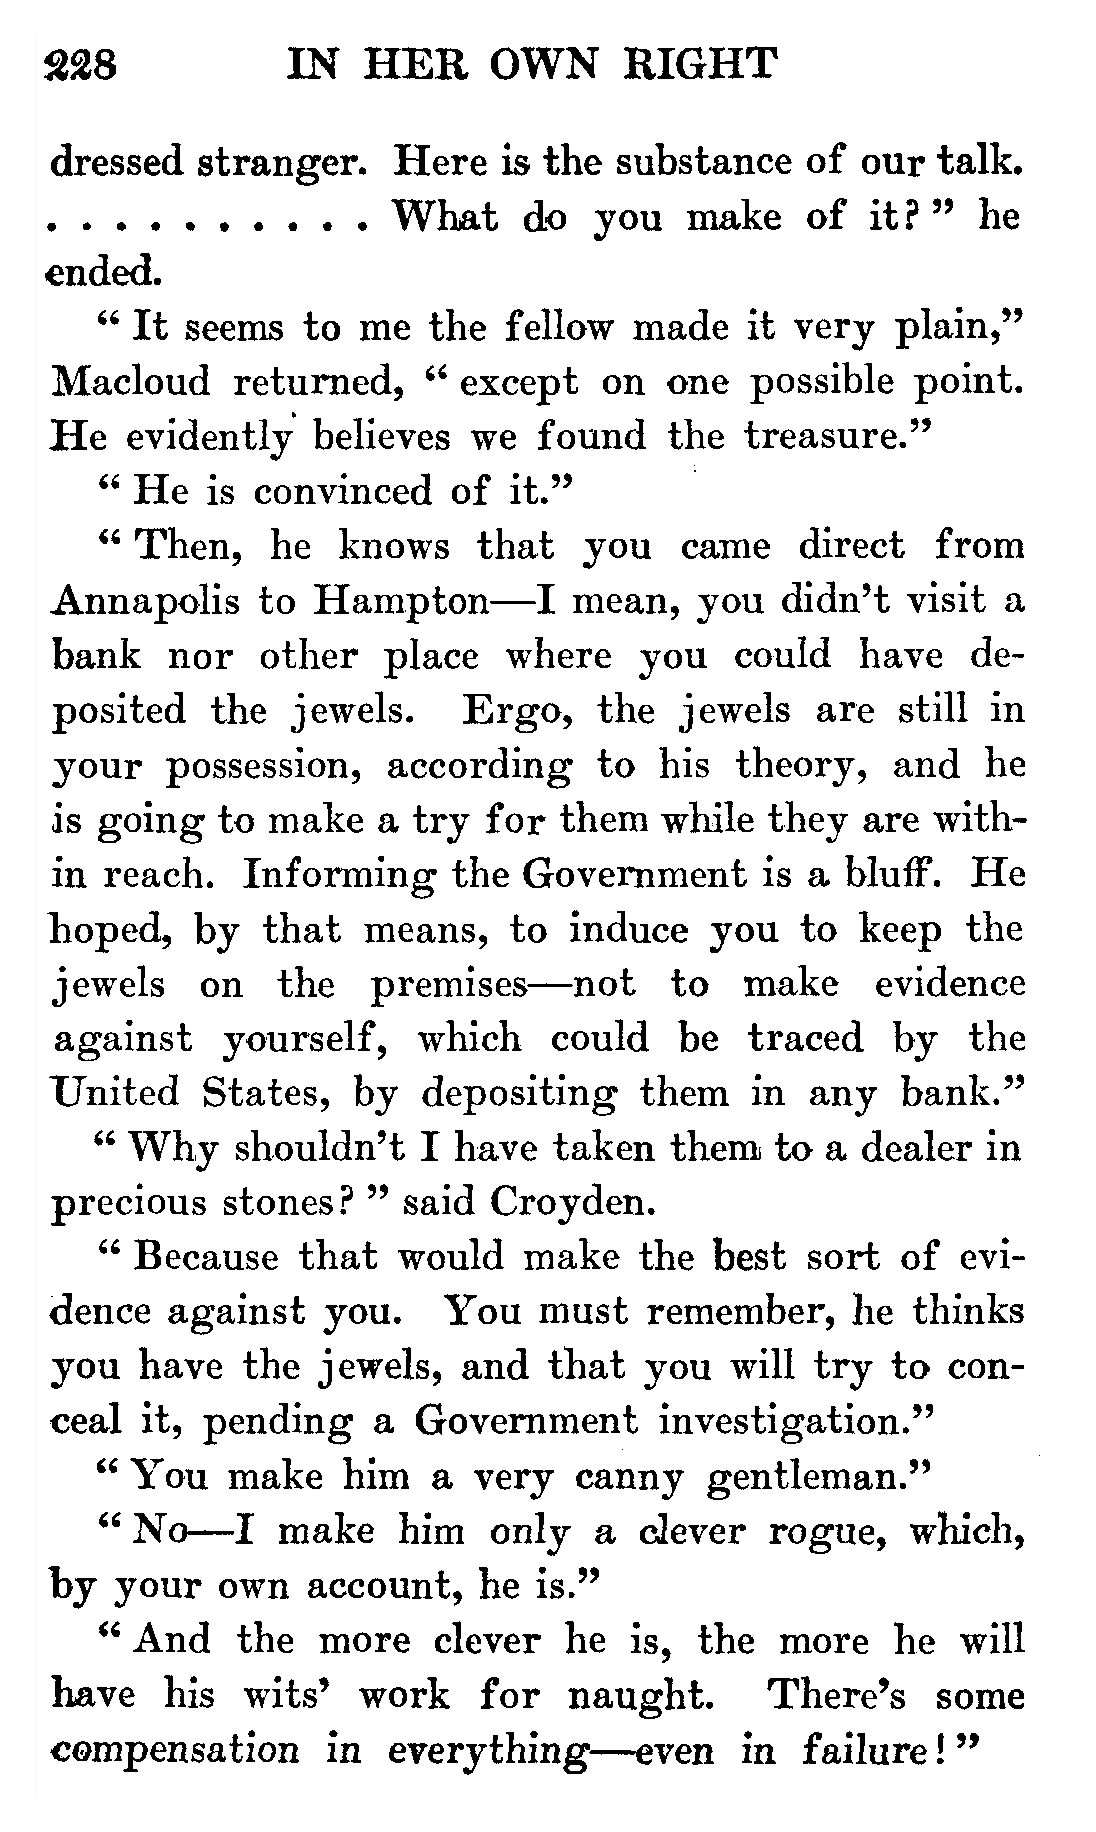 228 IN HER OWN RIGHT
dressed stranger. Here is the substance of our talk.
. . . . . . . . . . What do you make of it? " he
ended.
" It seems to me the fellow made it very plain,"
Macloud returned, " except on one possible point.
He evidently believes we found the treasure."
" He is convinced of it."
" Then, he knows that you came direct from
Annapolis to Hampton—I mean, you didn't visit a
bank nor other place where you could have de-
posited the jewels. Ergo, the jewels are still in
your possession, according to his theory, and he
is going to make a try for them while they are with-
in reach. Informing the Government is a bluff. He
hoped, by that means, to induce you to keep the
jewels on the premises—not to make evidence
against yourself, which could be traced by the
United States, by depositing them in any bank."
" Why shouldn't I have taken them to a dealer in
precious stones? " said Croyden.
" Because that would make the best sort of evi-
dence against you. You must remember, he thinks
you have the jewels, and that you will try to con-
ceal it, pending a Government investigation."
" You make him a very canny gentleman."
" No—I make him only a clever rogue, which,
by your own account, he is."
" And the more clever he is, the more he will
have his wits' work for naught. There's some
compensation in everything—even in failure! "